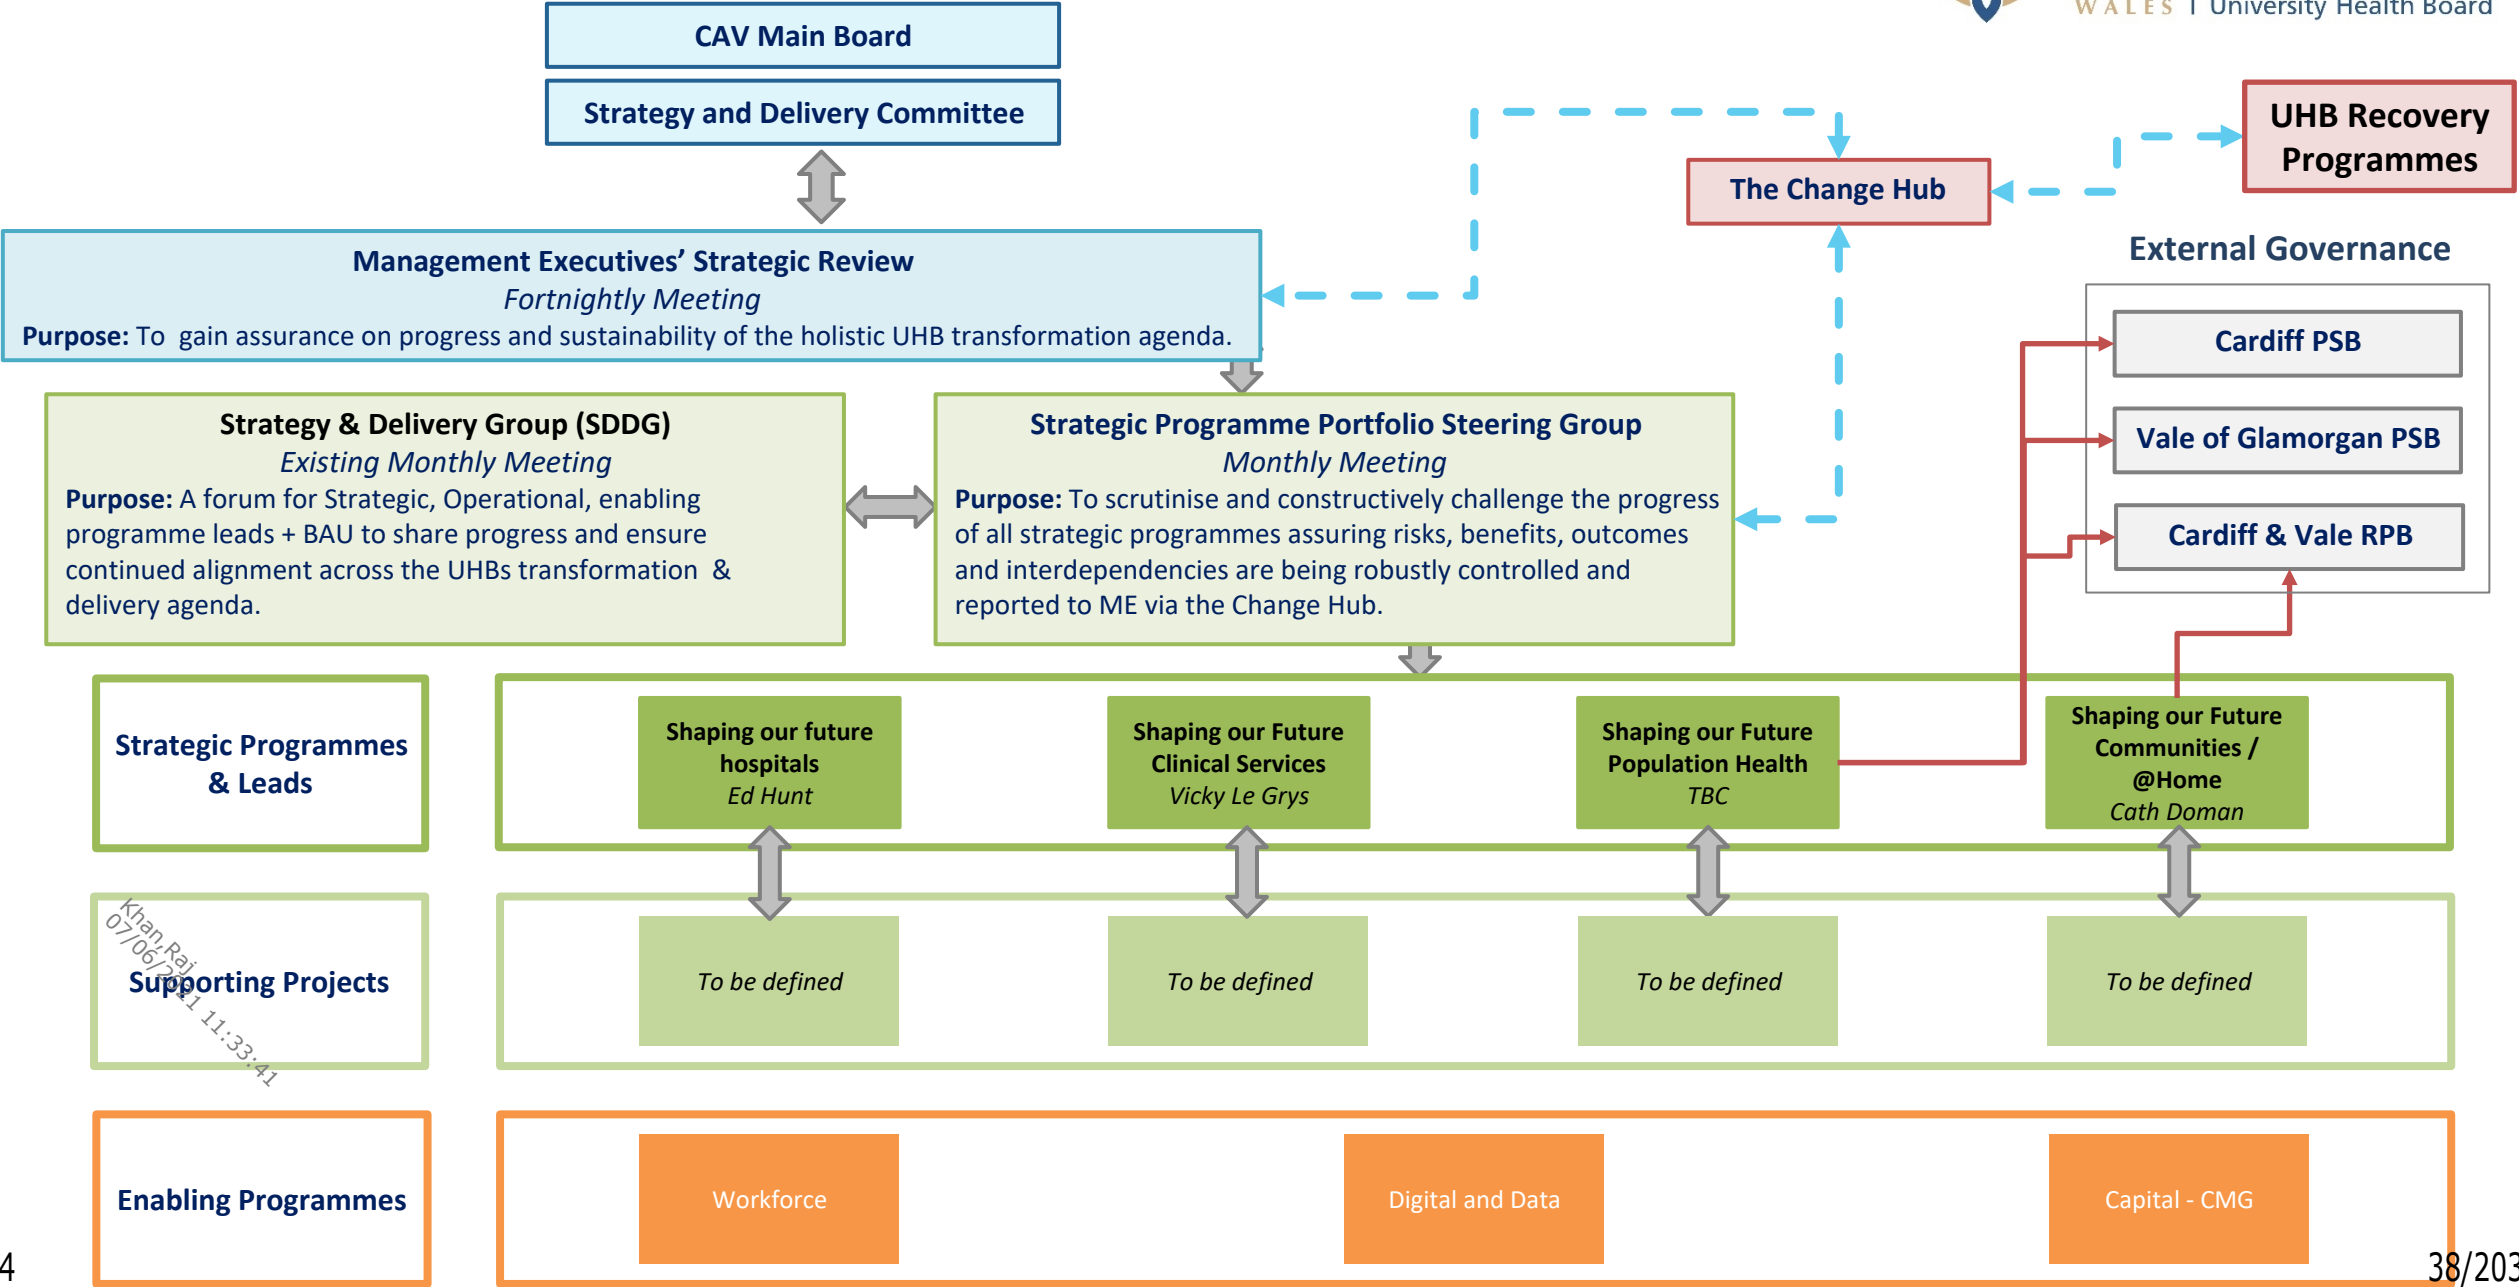 WALES | University Health Board
CAV Main Board
Strategy and Delivery Committee
UHB Recovery
Programmes
The Change Hub
Management Executives’ Strategic Review
Fortnightly Meeting
Purpose: To gain assurance on progress and sustainability of the holistic UHB transformation agenda.
External Governance
Cardiff PSB
Vale of Glamorgan PSB
Cardiff & Vale RPB
Strategy & Delivery Group (SDDG)
Existing Monthly Meeting
Purpose: A forum for Strategic, Operational, enabling
programme leads + BAU to share progress and ensure
continued alignment across the UHBs transformation &
delivery agenda.
Strategic Programme Portfolio Steering Group
Monthly Meeting
Purpose: To scrutinise and constructively challenge the progress
of all strategic programmes assuring risks, benefits, outcomes
and interdependencies are being robustly controlled and
reported to ME via the Change Hub.
Strategic Programmes
& Leads
Shaping our future
hospitals
Ed Hunt
Shaping our Future
Clinical Services
Vicky Le Grys
Shaping our Future
Population Health
TBC
Shaping our Future
Communities /
@Home
Cath Doman
Supporting Projects
To be defined
To be defined
To be defined
To be defined
Khan,Raj
07/06/2021 11:33:41
Enabling Programmes
Workforce
Digital and Data
Capital - CMG
4
38/203